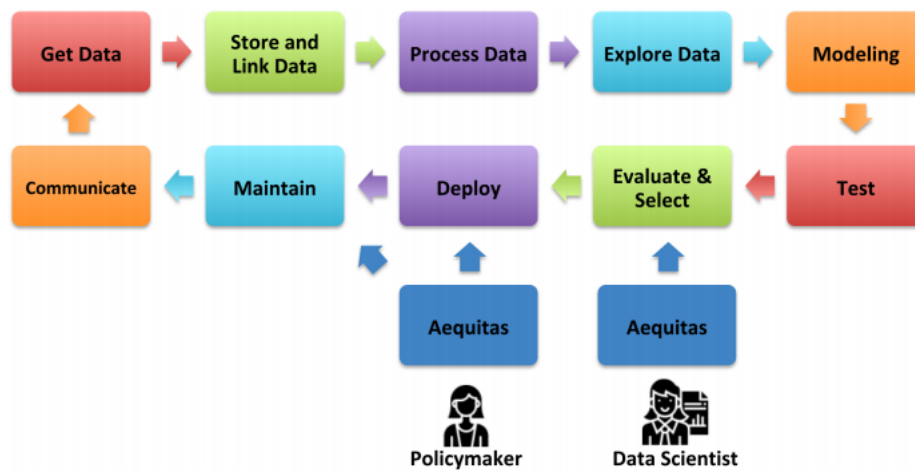 Get Data
Store and
Link Data
Process Data
Explore Data
Modeling
Communicate
Maintain
Deploy
Evaluate &
Select
Test
Aequitas
Aequitas
Policymaker
Data Scientist